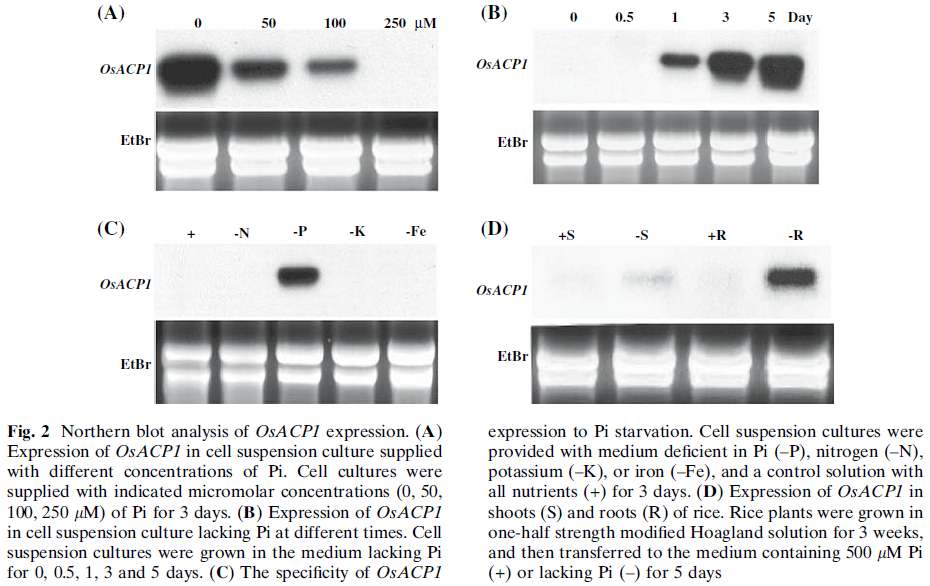 (A)
0 50 100 250 μM
OsACP1
EtBr
(B)
0 0.5 1 3 5 Day
OsACP1
EtBr
(C)
+ -N -P -K -Fe
OsACP1
EtBr
(D)
+S -S +R -R
OsACP1
EtBr
Fig. 2 Northern blot analysis of OsACP1 expression. (A)
Expression of OsACP1 in cell suspension culture supplied
with different concentrations of Pi. Cell cultures were
supplied with indicated micromolar concentrations (0, 50,
100, 250 μM) of Pi for 3 days. (B) Expression of OsACP1
in cell suspension culture lacking Pi at different times. Cell
suspension cultures were grown in the medium lacking Pi
for 0, 0.5, 1, 3 and 5 days. (C) The specificity of OsACP1
expression to Pi starvation. Cell suspension cultures were
provided with medium deficient in Pi (–P), nitrogen (–N),
potassium (–K), or iron (–Fe), and a control solution with
all nutrients (+) for 3 days. (D) Expression of OsACP1 in
shoots (S) and roots (R) of rice. Rice plants were grown in
one-half strength modified Hoagland solution for 3 weeks,
and then transferred to the medium containing 500 μM Pi
(+) or lacking Pi (–) for 5 days